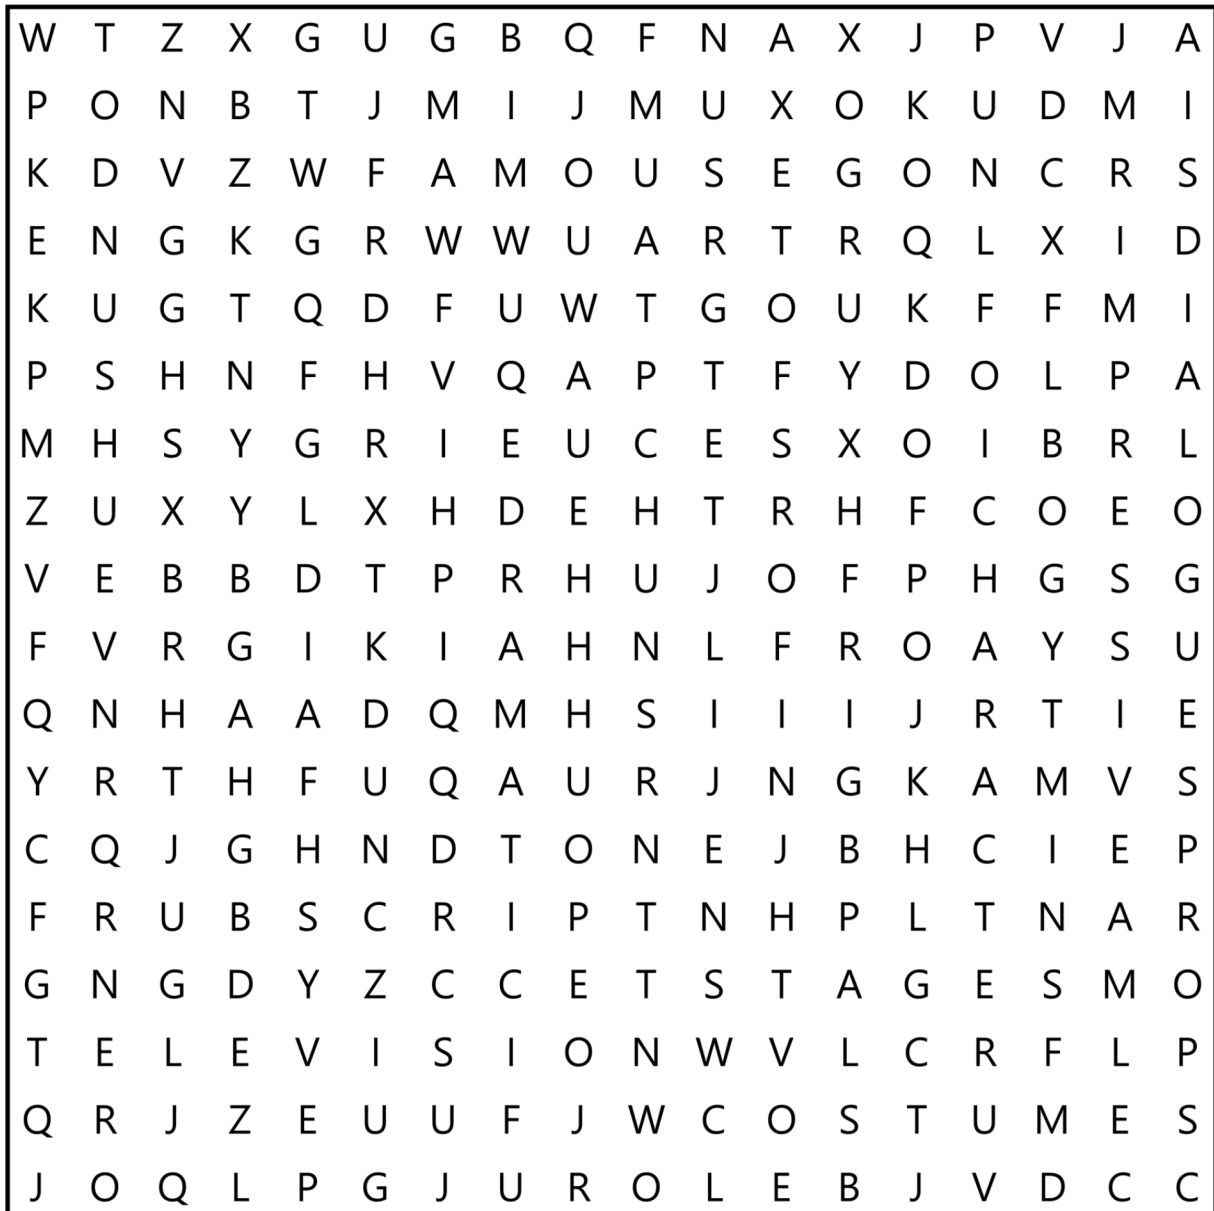 W T Z X G U G B Q F N A X J P V J A
P O N B T J M I J M U X O K U D M I
K D V Z W F A M O U S E G O N C R S
E N G K G R W W U A R T R Q L X I D
K U G T Q D F U W T G O U K F F M I
P S H N F H V Q A P T F Y D O L P A
M H S Y G R I E U C E S X O I B R L
Z U X Y L X H D E H T R H F C O E O
V E B B D T P R H U J O F P H G S G
F V R G I K I A H N L F R O A Y S U
Q N H A A D Q M H S I I I J R T I E
Y R T H F U Q A U R J N G K A M V S
C Q J G H N D T O N E J B H C I E P
F R U B S C R I P T N H P L T N A R
G N G D Y Z C C E T S T A G E S M O
T E L E V I S I O N W V L C R F L P
Q R J Z E U U F J W C O S T U M E S
J O Q L P G J U R O L E B J V D C C